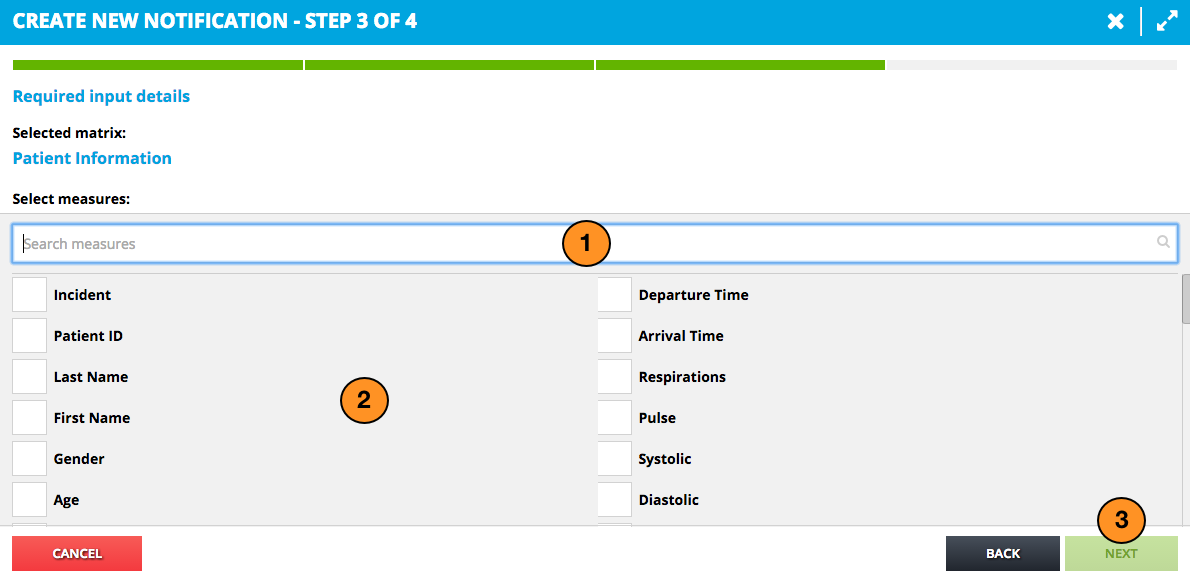 CREATE NEW NOTIFICATION - STEP 3 OF 4
Required input details
Selected matrix:
Patient Information
Select measures:
Search measures
1
Incident
Departure Time
Patient ID
Arrival Time
Last Name
Respirations
2
First Name
Pulse
Gender
Systolic
Age
Diastolic
3
CANCEL
BACK
NEXT